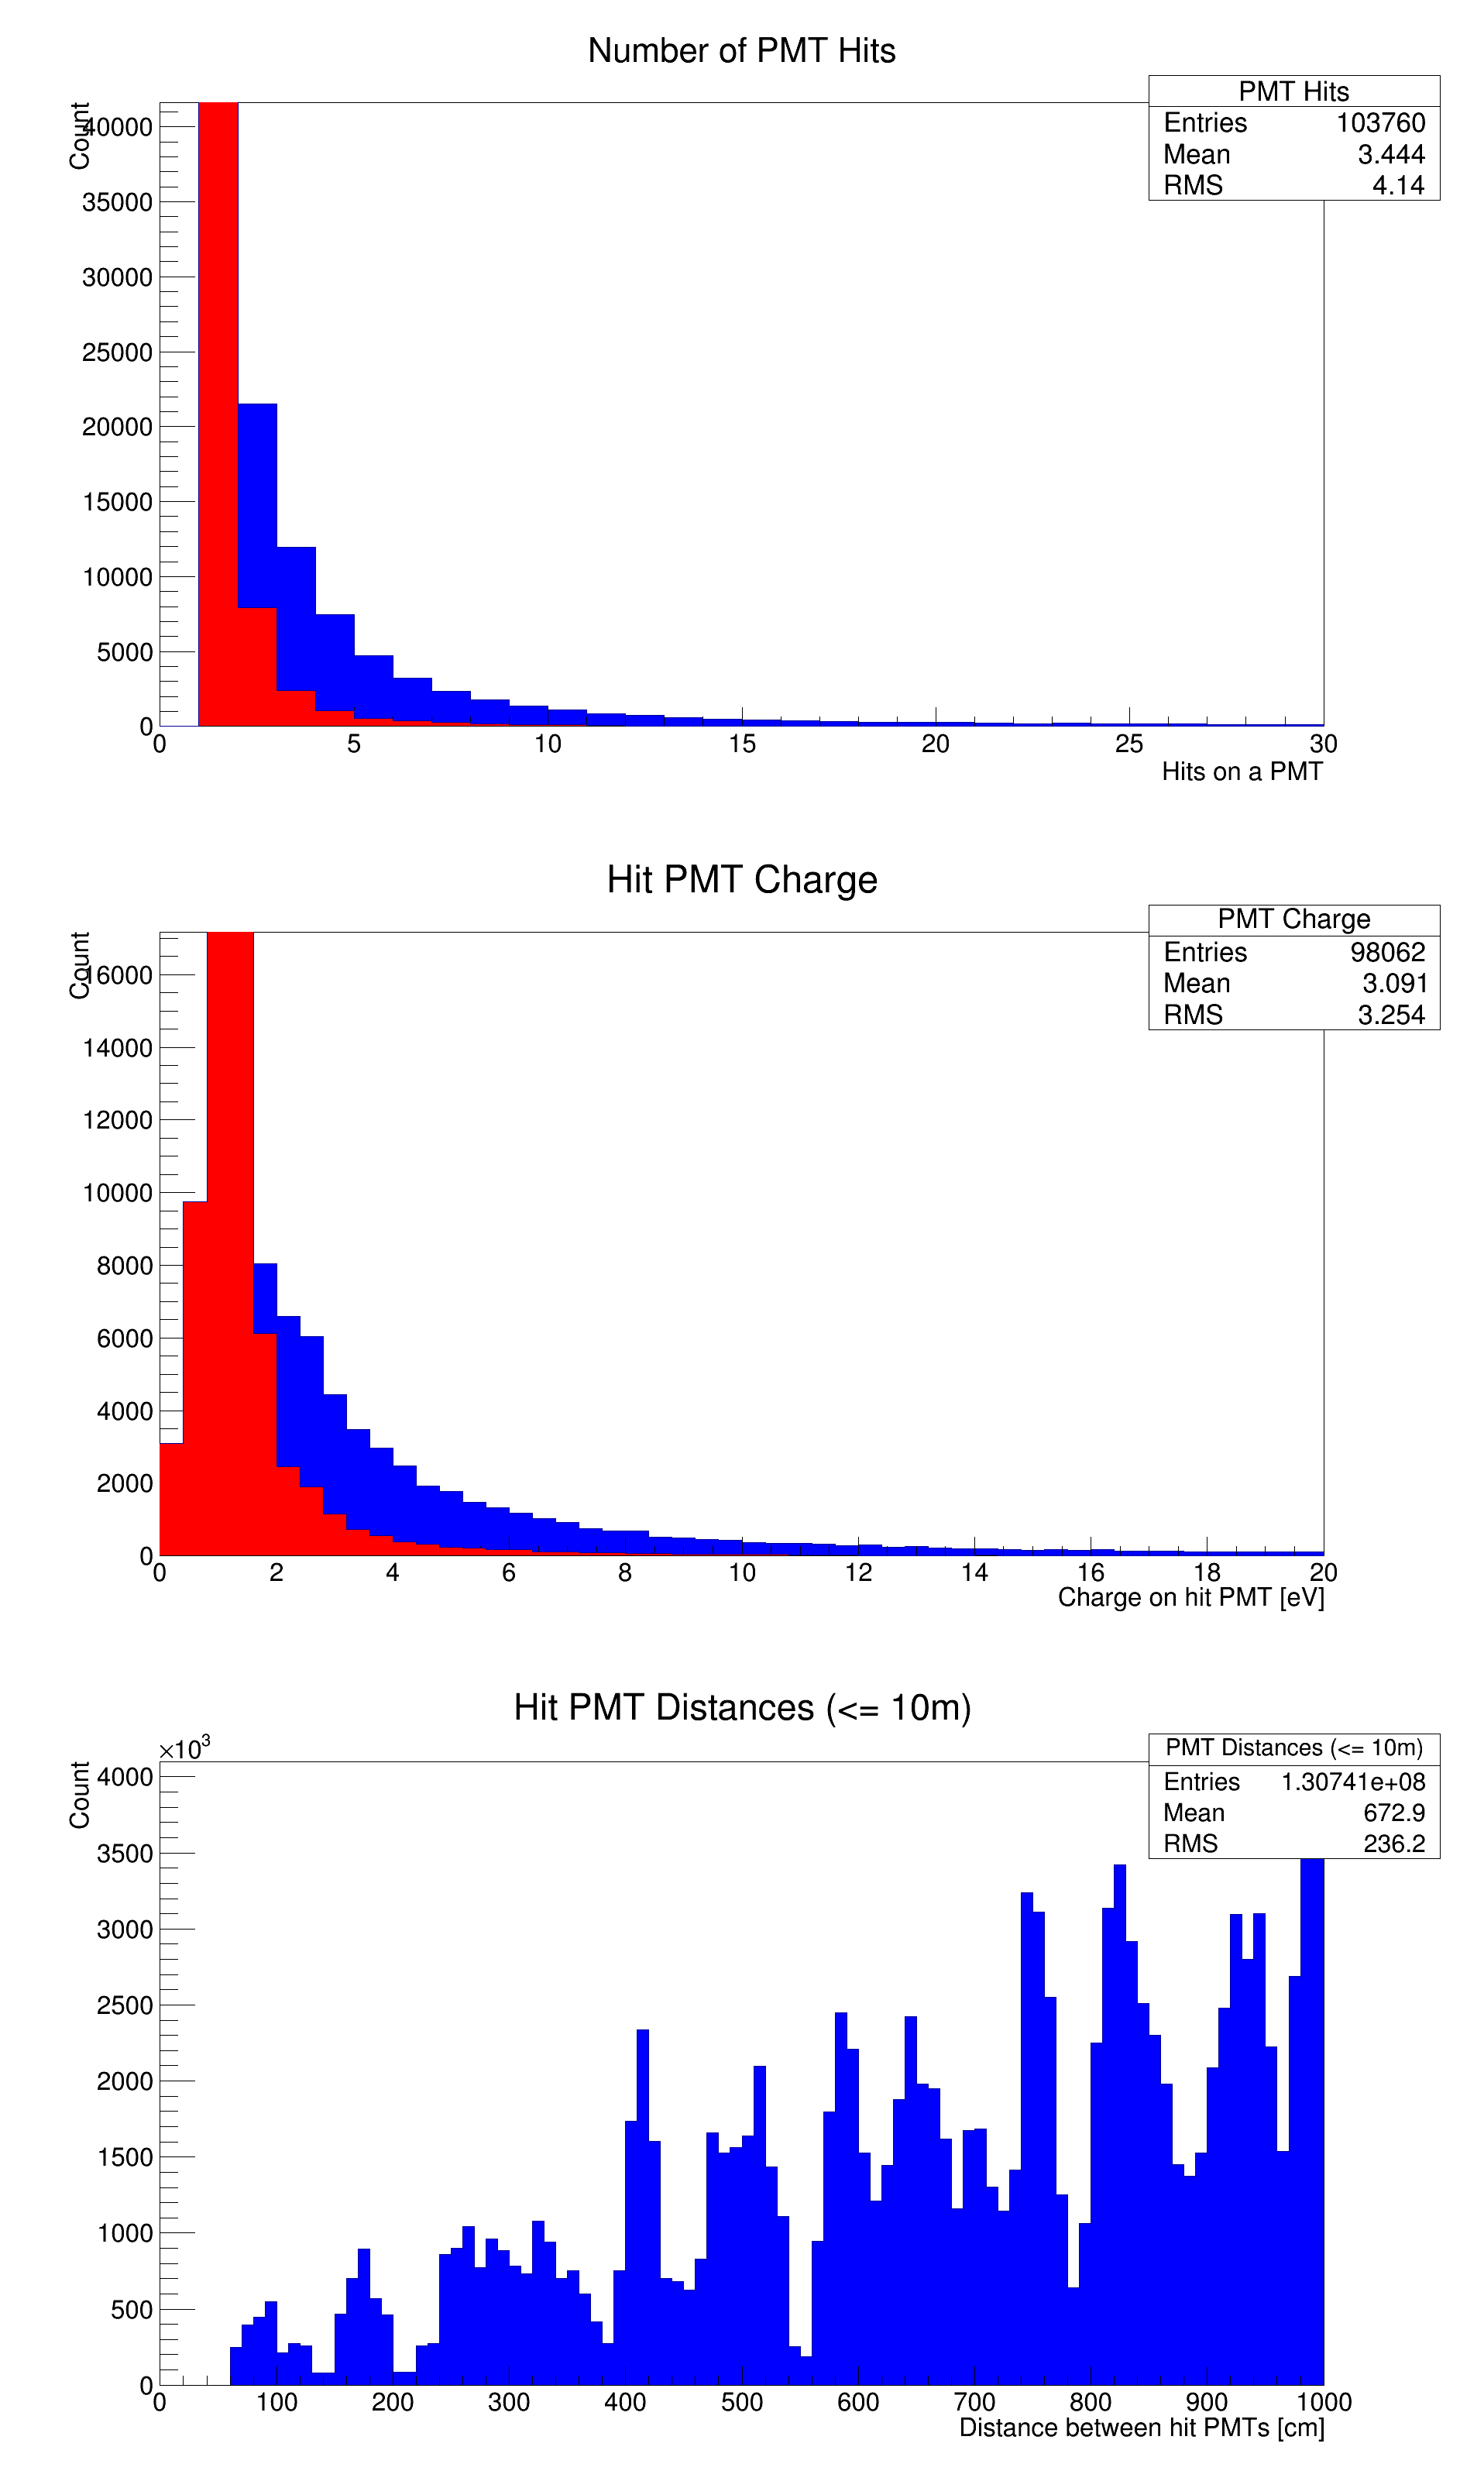 Number of PMT Hits
PMT Hits
Entries 103760
Mean 3.444
RMS 4.14
Count
40000
35000
30000
25000
20000
15000
10000
5000
0
0 5 10 15 20 25 30
Hits on a PMT
Hit PMT Charge
PMT Charge
Entries 98062
Mean 3.091
RMS 3.254
Count
16000
14000
12000
10000
8000
6000
4000
2000
0
0 2 4 6 8 10 12 14 16 18 20
Charge on hit PMT [eV]
Hit PMT Distances (<= 10m)
PMT Distances (<= 10m)
Entries 1.30741e+08
Mean 672.9
RMS 236.2
×10³
Count
4000
3500
3000
2500
2000
1500
1000
500
0
0 100 200 300 400 500 600 700 800 900 1000
Distance between hit PMTs [cm]